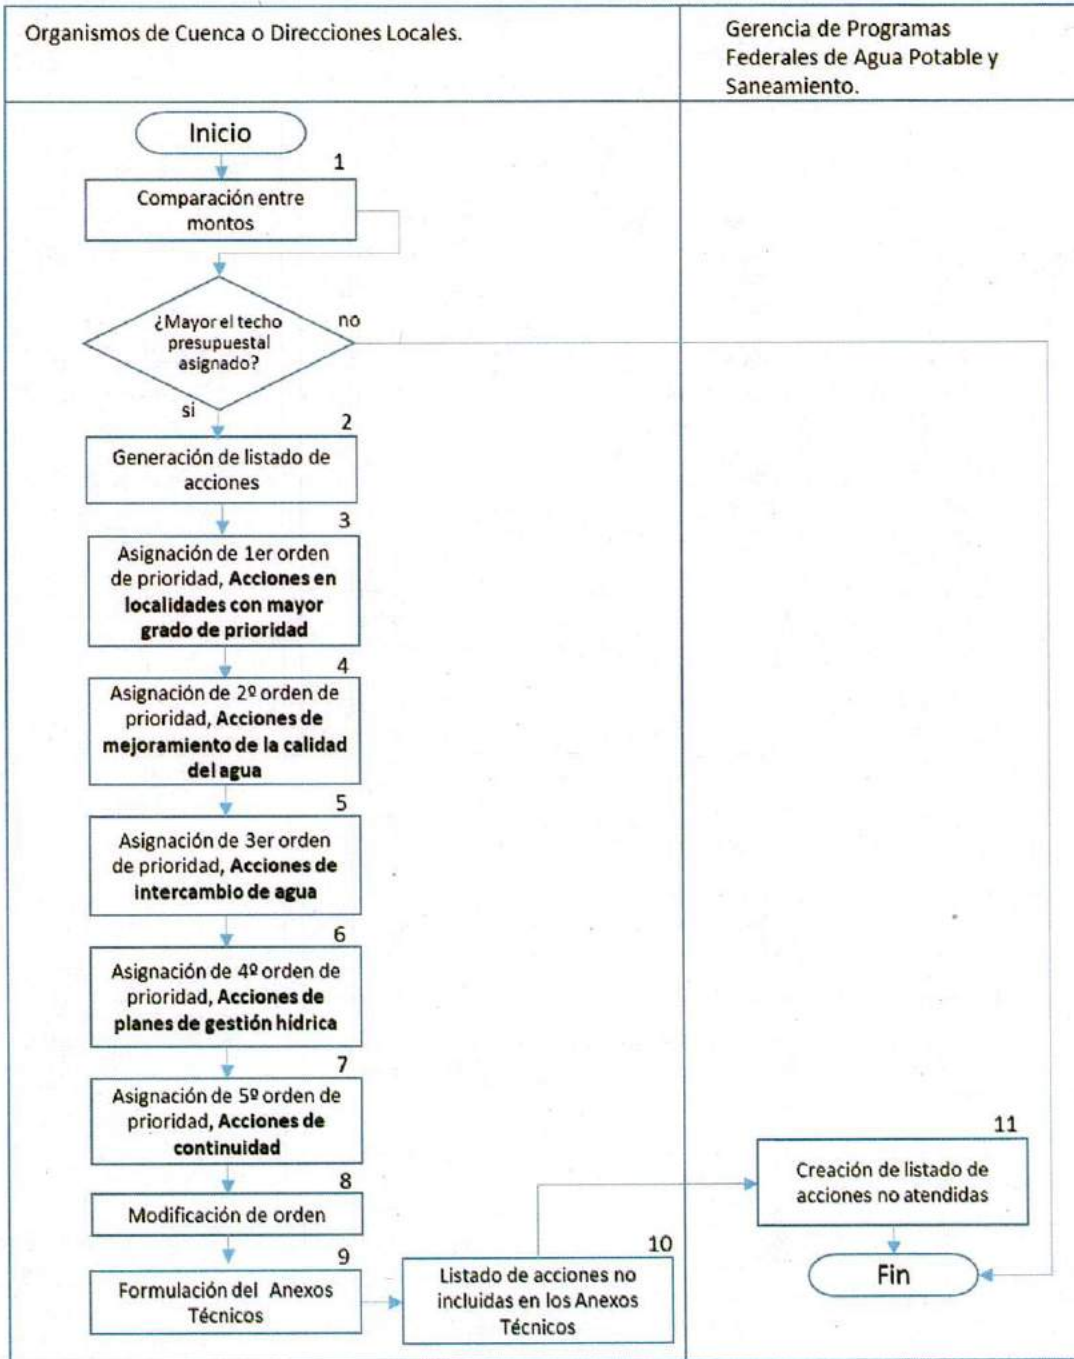 Organismos de Cuenca o Direcciones Locales.
Gerencia de Programas
Federales de Agua Potable y
Saneamiento.
Inicio
1
Comparación entre
montos
¿Mayor el techo
presupuestal
asignado?
no
si
2
Generación de listado de
acciones
3
Asignación de 1er orden
de prioridad, Acciones en
localidades con mayor
grado de prioridad
4
Asignación de 2º orden de
prioridad, Acciones de
mejoramiento de la calidad
del agua
5
Asignación de 3er orden
de prioridad, Acciones de
intercambio de agua
6
Asignación de 4º orden de
prioridad, Acciones de
planes de gestión hídrica
7
Asignación de 5º orden de
prioridad, Acciones de
continuidad
8
Modificación de orden
9
Formulación del Anexos
Técnicos
10
Listado de acciones no
incluidas en los Anexos
Técnicos
11
Creación de listado de
acciones no atendidas
Fin